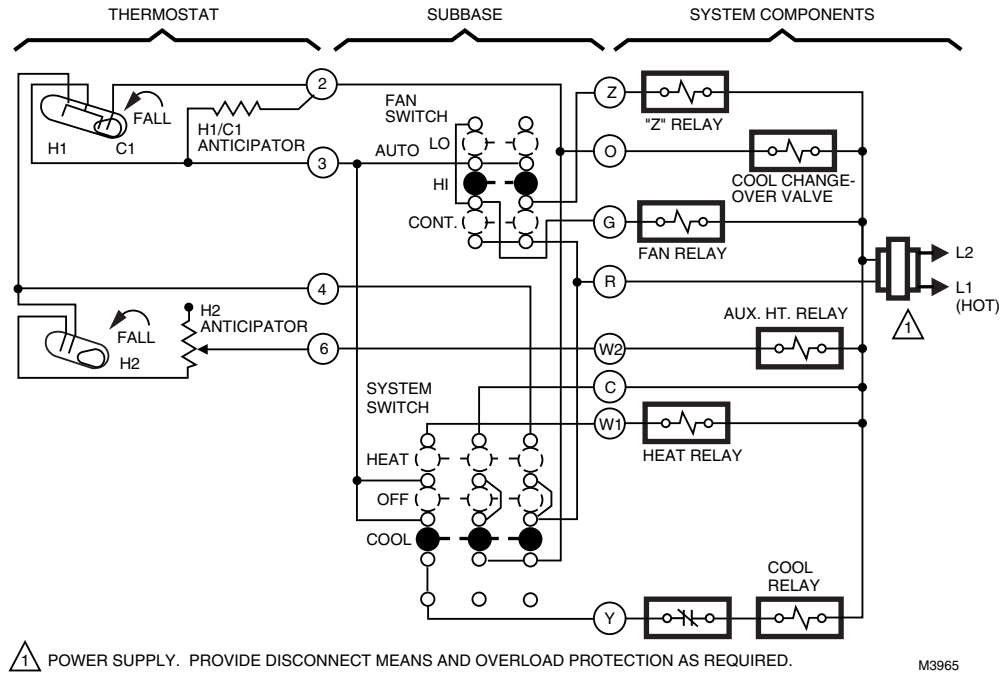 THERMOSTAT
SUBBASE
SYSTEM COMPONENTS
2
FAN
SWITCH
Z
"Z" RELAY
FALL
H1
C1
H1/C1
ANTICIPATOR
LO
AUTO
3
O
COOL CHANGE-
OVER VALVE
HI
CONT.
G
FAN RELAY
L2
R
L1
(HOT)
1
4
H2
ANTICIPATOR
FALL
H2
6
AUX. HT. RELAY
W2
SYSTEM
SWITCH
C
W1
HEAT RELAY
HEAT
OFF
COOL
COOL
RELAY
Y
1 POWER SUPPLY. PROVIDE DISCONNECT MEANS AND OVERLOAD PROTECTION AS REQUIRED.
M3965